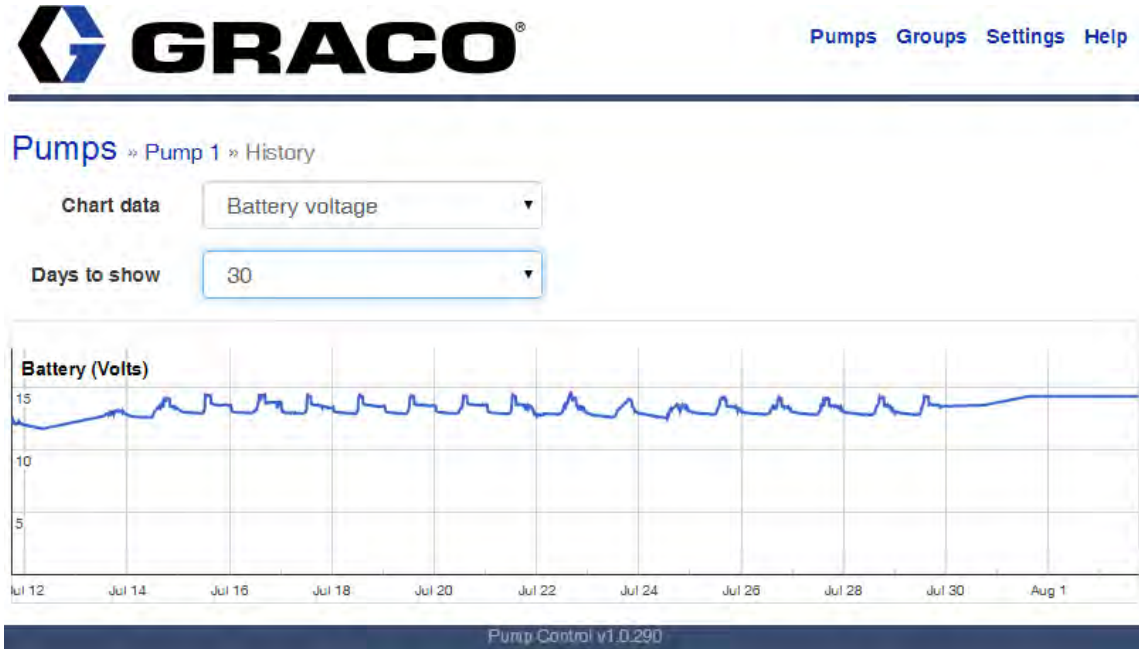 GRACO®
Pumps Groups Settings Help
Pumps » Pump 1 » History
Chart data Battery voltage
Days to show 30
Battery (Volts)
15
10
5
Jul 12 Jul 14 Jul 16 Jul 18 Jul 20 Jul 22 Jul 24 Jul 26 Jul 28 Jul 30 Aug 1
Pump Control v1.0.290